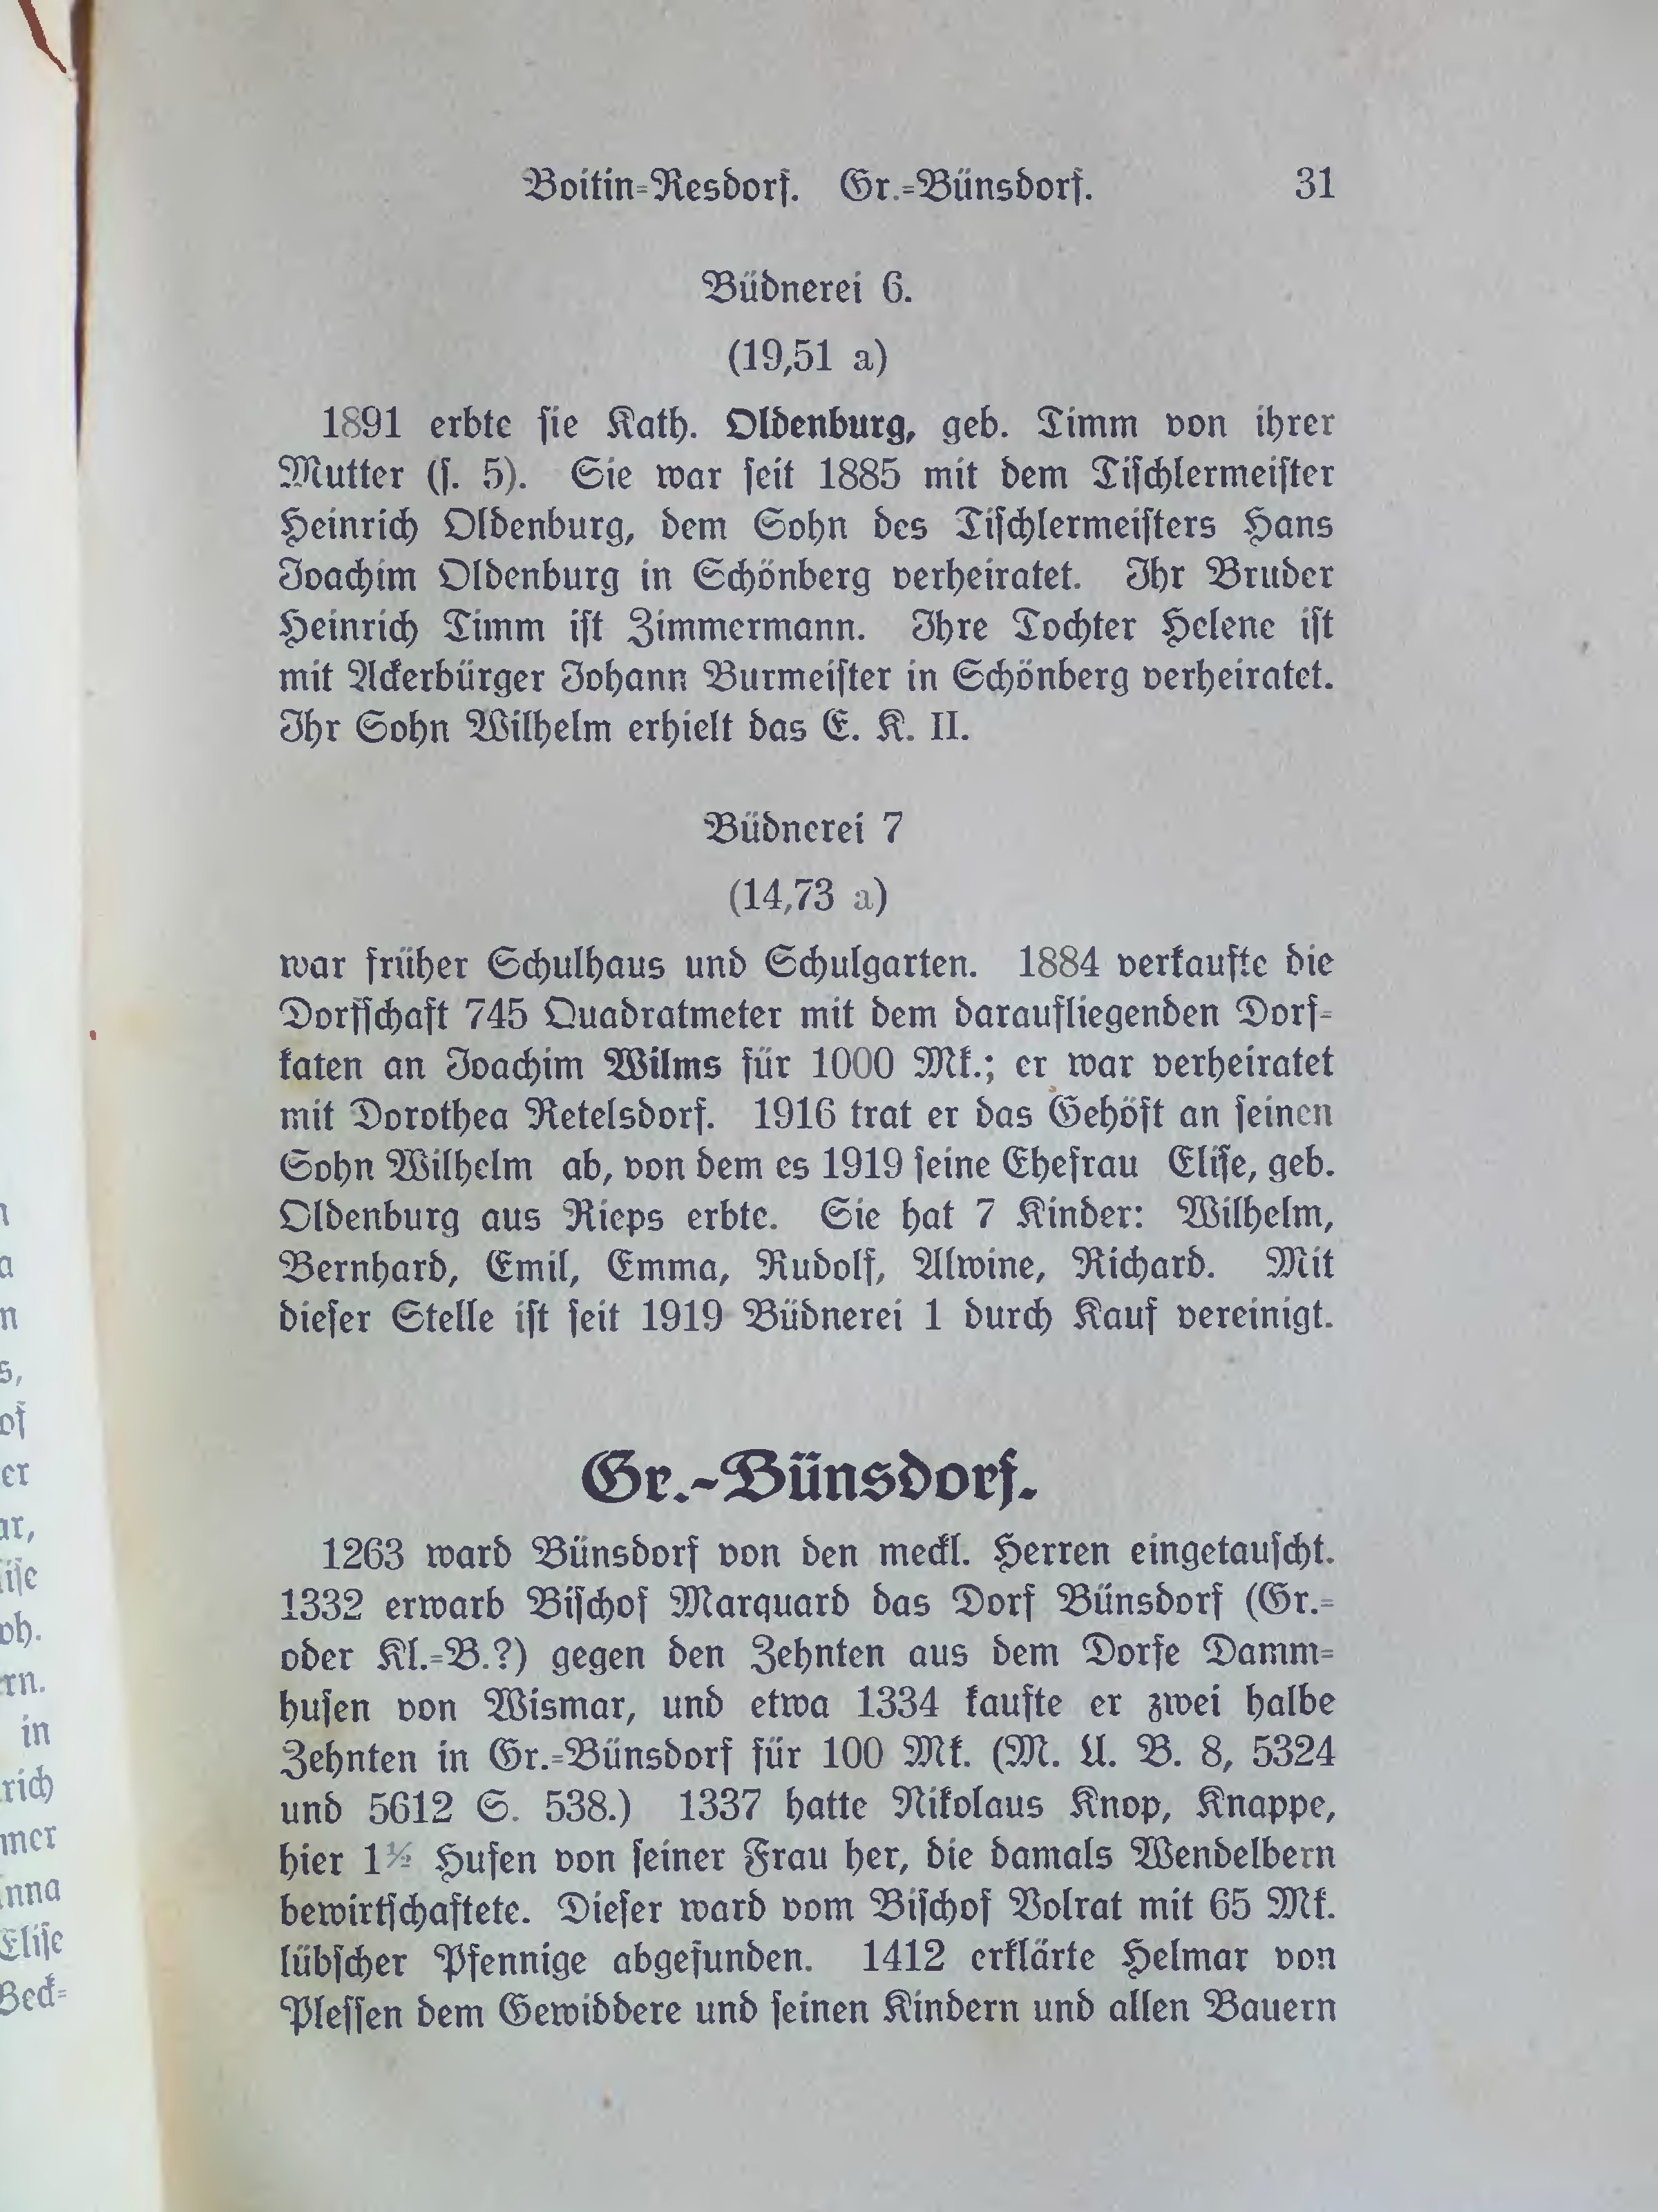 Boitin-Resdorf. Gr.-Bünsdorf. 31
Büdnerei 6.
(19,51 a)
1891 erbte sie Kath. Oldenburg, geb. Timm von ihrer
Mutter (s. 5). Sie war seit 1885 mit dem Tischlermeister
Heinrich Oldenburg, dem Sohn des Tischlermeisters Hans
Joachim Oldenburg in Schönberg verheiratet. Ihr Bruder
Heinrich Timm ist Zimmermann. Ihre Tochter Helene ist
mit Ackerbürger Johann Burmeister in Schönberg verheiratet.
Ihr Sohn Wilhelm erhielt das E. K. II.
Büdnerei 7
(14,73 a)
war früher Schulhaus und Schulgarten. 1884 verkaufte die
Dorfschaft 745 Quadratmeter mit dem daraufliegenden Dorf-
katen an Joachim Wilms für 1000 Mk.; er war verheiratet
mit Dorothea Retelsdorf. 1916 trat er das Gehöft an seinen
Sohn Wilhelm ab, von dem es 1919 seine Ehefrau Elise, geb.
Oldenburg aus Rieps erbte. Sie hat 7 Kinder: Wilhelm,
Bernhard, Emil, Emma, Rudolf, Alwine, Richard. Mit
dieser Stelle ist seit 1919 Büdnerei 1 durch Kauf vereinigt.
Gr.-Bünsdorf.
1263 ward Bünsdorf von den meckl. Herren eingetauscht.
1332 erwarb Bischof Marquard das Dorf Bünsdorf (Gr.-
oder Kl.-B.?) gegen den Zehnten aus dem Dorfe Damm-
husen von Wismar, und etwa 1334 kaufte er zwei halbe
Zehnten in Gr.-Bünsdorf für 100 Mk. (M. U. B. 8, 5324
und 5612 S. 538.) 1337 hatte Nikolaus Knop, Knappe,
hier 1½ Hufen von seiner Frau her, die damals Wendelbern
bewirtschaftete. Dieser ward vom Bischof Volrat mit 65 Mk.
lübscher Pfennige abgefunden. 1412 erklärte Helmar von
Plessen dem Gewiddere und seinen Kindern und allen Bauern